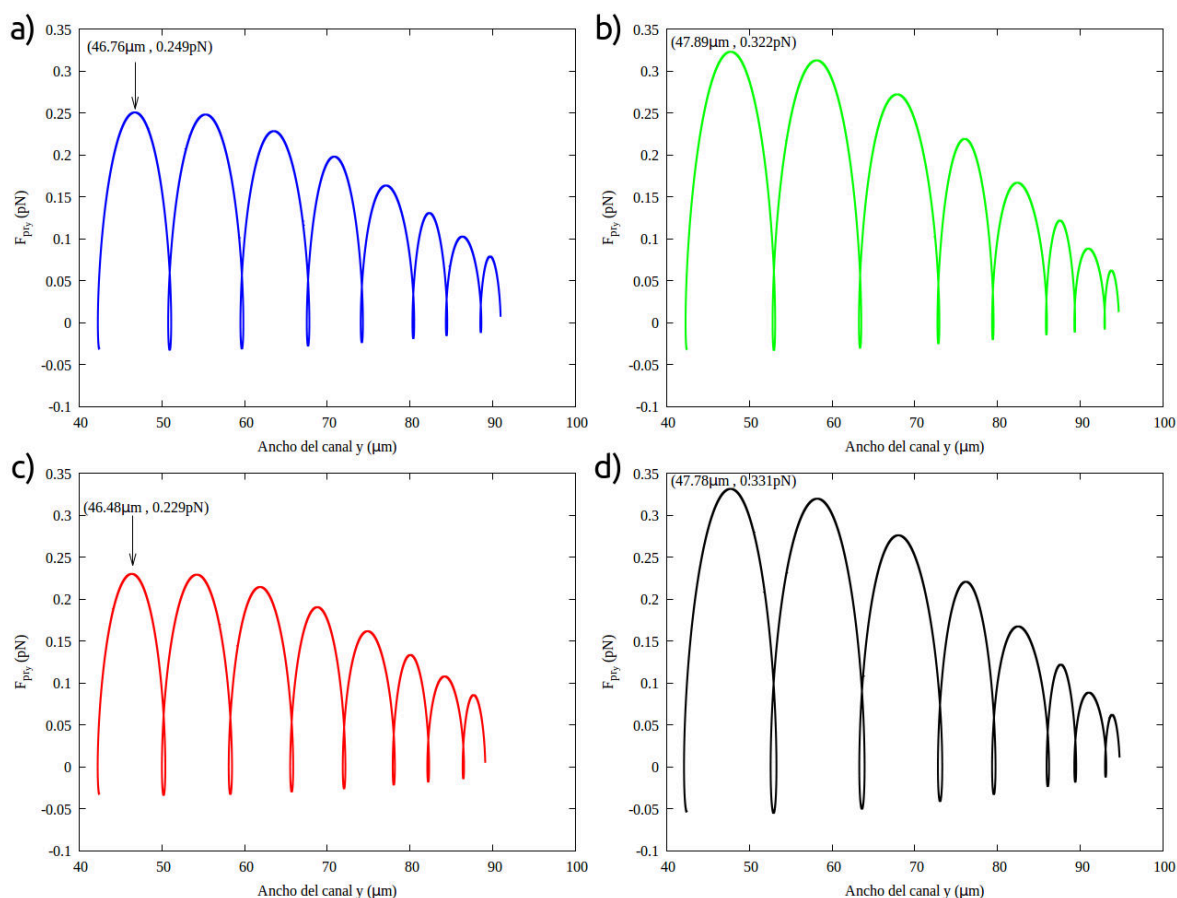 a)
(46.76μm , 0.249pN)
0.35
0.3
0.25
0.2
0.15
0.1
0.05
0
-0.05
-0.1
F_pr_y (pN)
40 50 60 70 80 90 100
Ancho del canal y (μm)
b)
(47.89μm , 0.322pN)
0.35
0.3
0.25
0.2
0.15
0.1
0.05
0
-0.05
-0.1
F_pr_y (pN)
40 50 60 70 80 90 100
Ancho del canal y (μm)
c)
(46.48μm , 0.229pN)
0.35
0.3
0.25
0.2
0.15
0.1
0.05
0
-0.05
-0.1
F_pr_y (pN)
40 50 60 70 80 90 100
Ancho del canal y (μm)
d)
(47.78μm , 0.331pN)
0.35
0.3
0.25
0.2
0.15
0.1
0.05
0
-0.05
-0.1
F_pr_y (pN)
40 50 60 70 80 90 100
Ancho del canal y (μm)